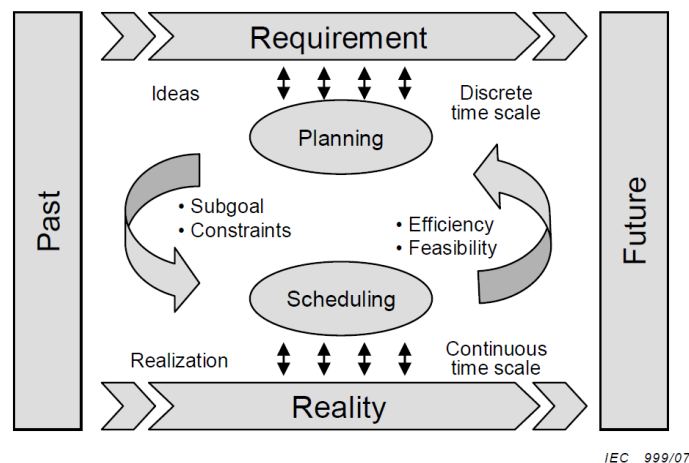 Requirement
Ideas
Discrete
time scale
Planning
Past
• Subgoal
• Constraints
• Efficiency
• Feasibility
Future
Scheduling
Realization
Continuous
time scale
Reality
IEC 999/07